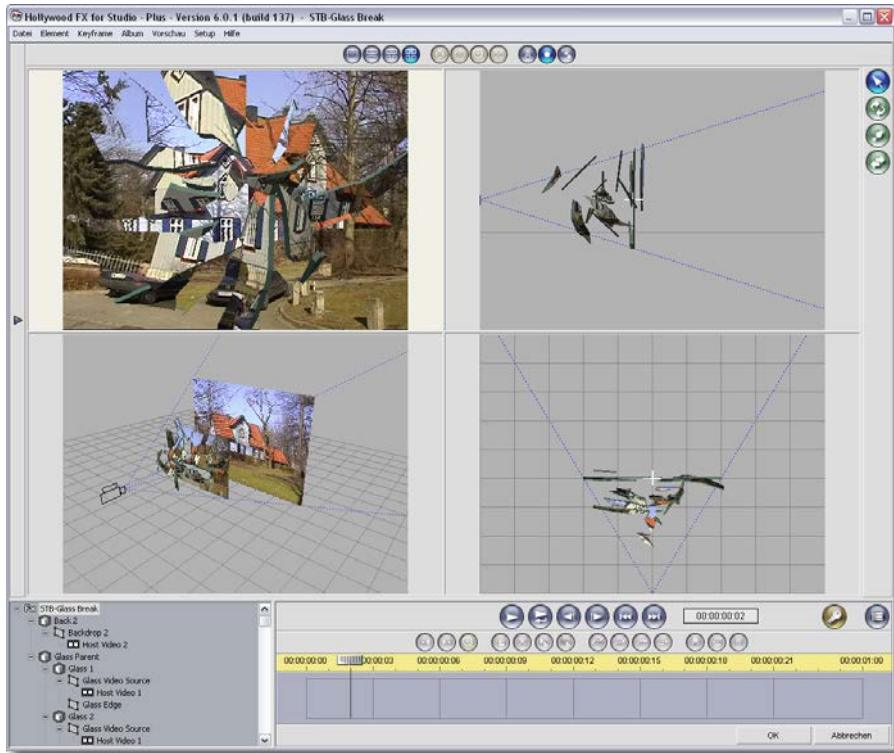 Hollywood FX for Studio - Plus - Version 6.0.1 (build 137) - STB-Glass Break
Datei Element Keyframe Album Vorschau Setup Hilfe
STB-Glass Break
Back 2
Backdrop 2
Host Video 2
Glass Parent
Glass 1
Glass Video Source
Host Video 1
Glass Edge
Glass 2
Glass Video Source
Host Video 1
00:00:00:02
00:00:00:00 00:00:03 00:00:00:06 00:00:00:09 00:00:00:12 00:00:00:15 00:00:00:18 00:00:00:21 00:00:01:00
OK Abbrechen